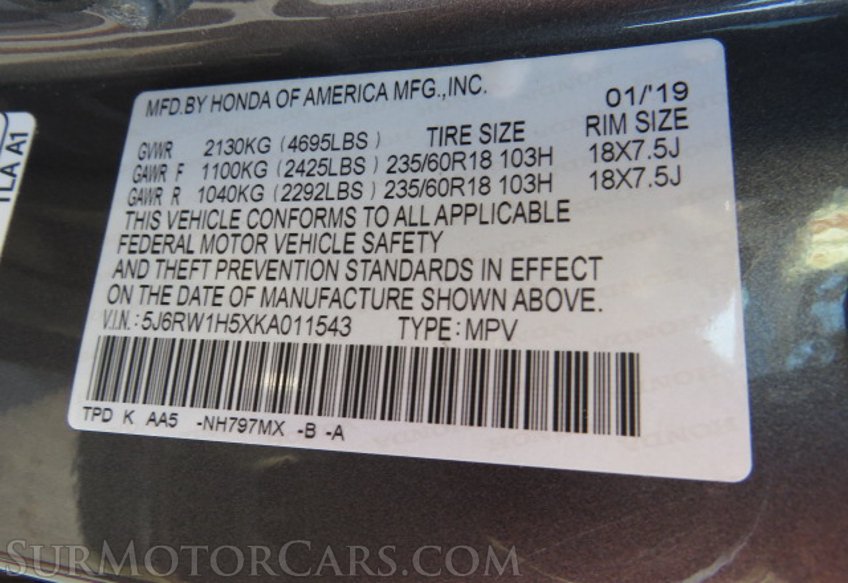 MFD.BY HONDA OF AMERICA MFG.,INC. 01/'19
GVWR 2130KG (4695LBS) TIRE SIZE RIM SIZE
GAWR F 1100KG (2425LBS) 235/60R18 103H 18X7.5J
GAWR R 1040KG (2292LBS) 235/60R18 103H 18X7.5J
THIS VEHICLE CONFORMS TO ALL APPLICABLE
FEDERAL MOTOR VEHICLE SAFETY
AND THEFT PREVENTION STANDARDS IN EFFECT
ON THE DATE OF MANUFACTURE SHOWN ABOVE.
V.I.N.: 5J6RW1H5XKA011543 TYPE: MPV
TPD K AA5 -NH797MX -B -A
TLA A1
SURMOTORCARS.COM